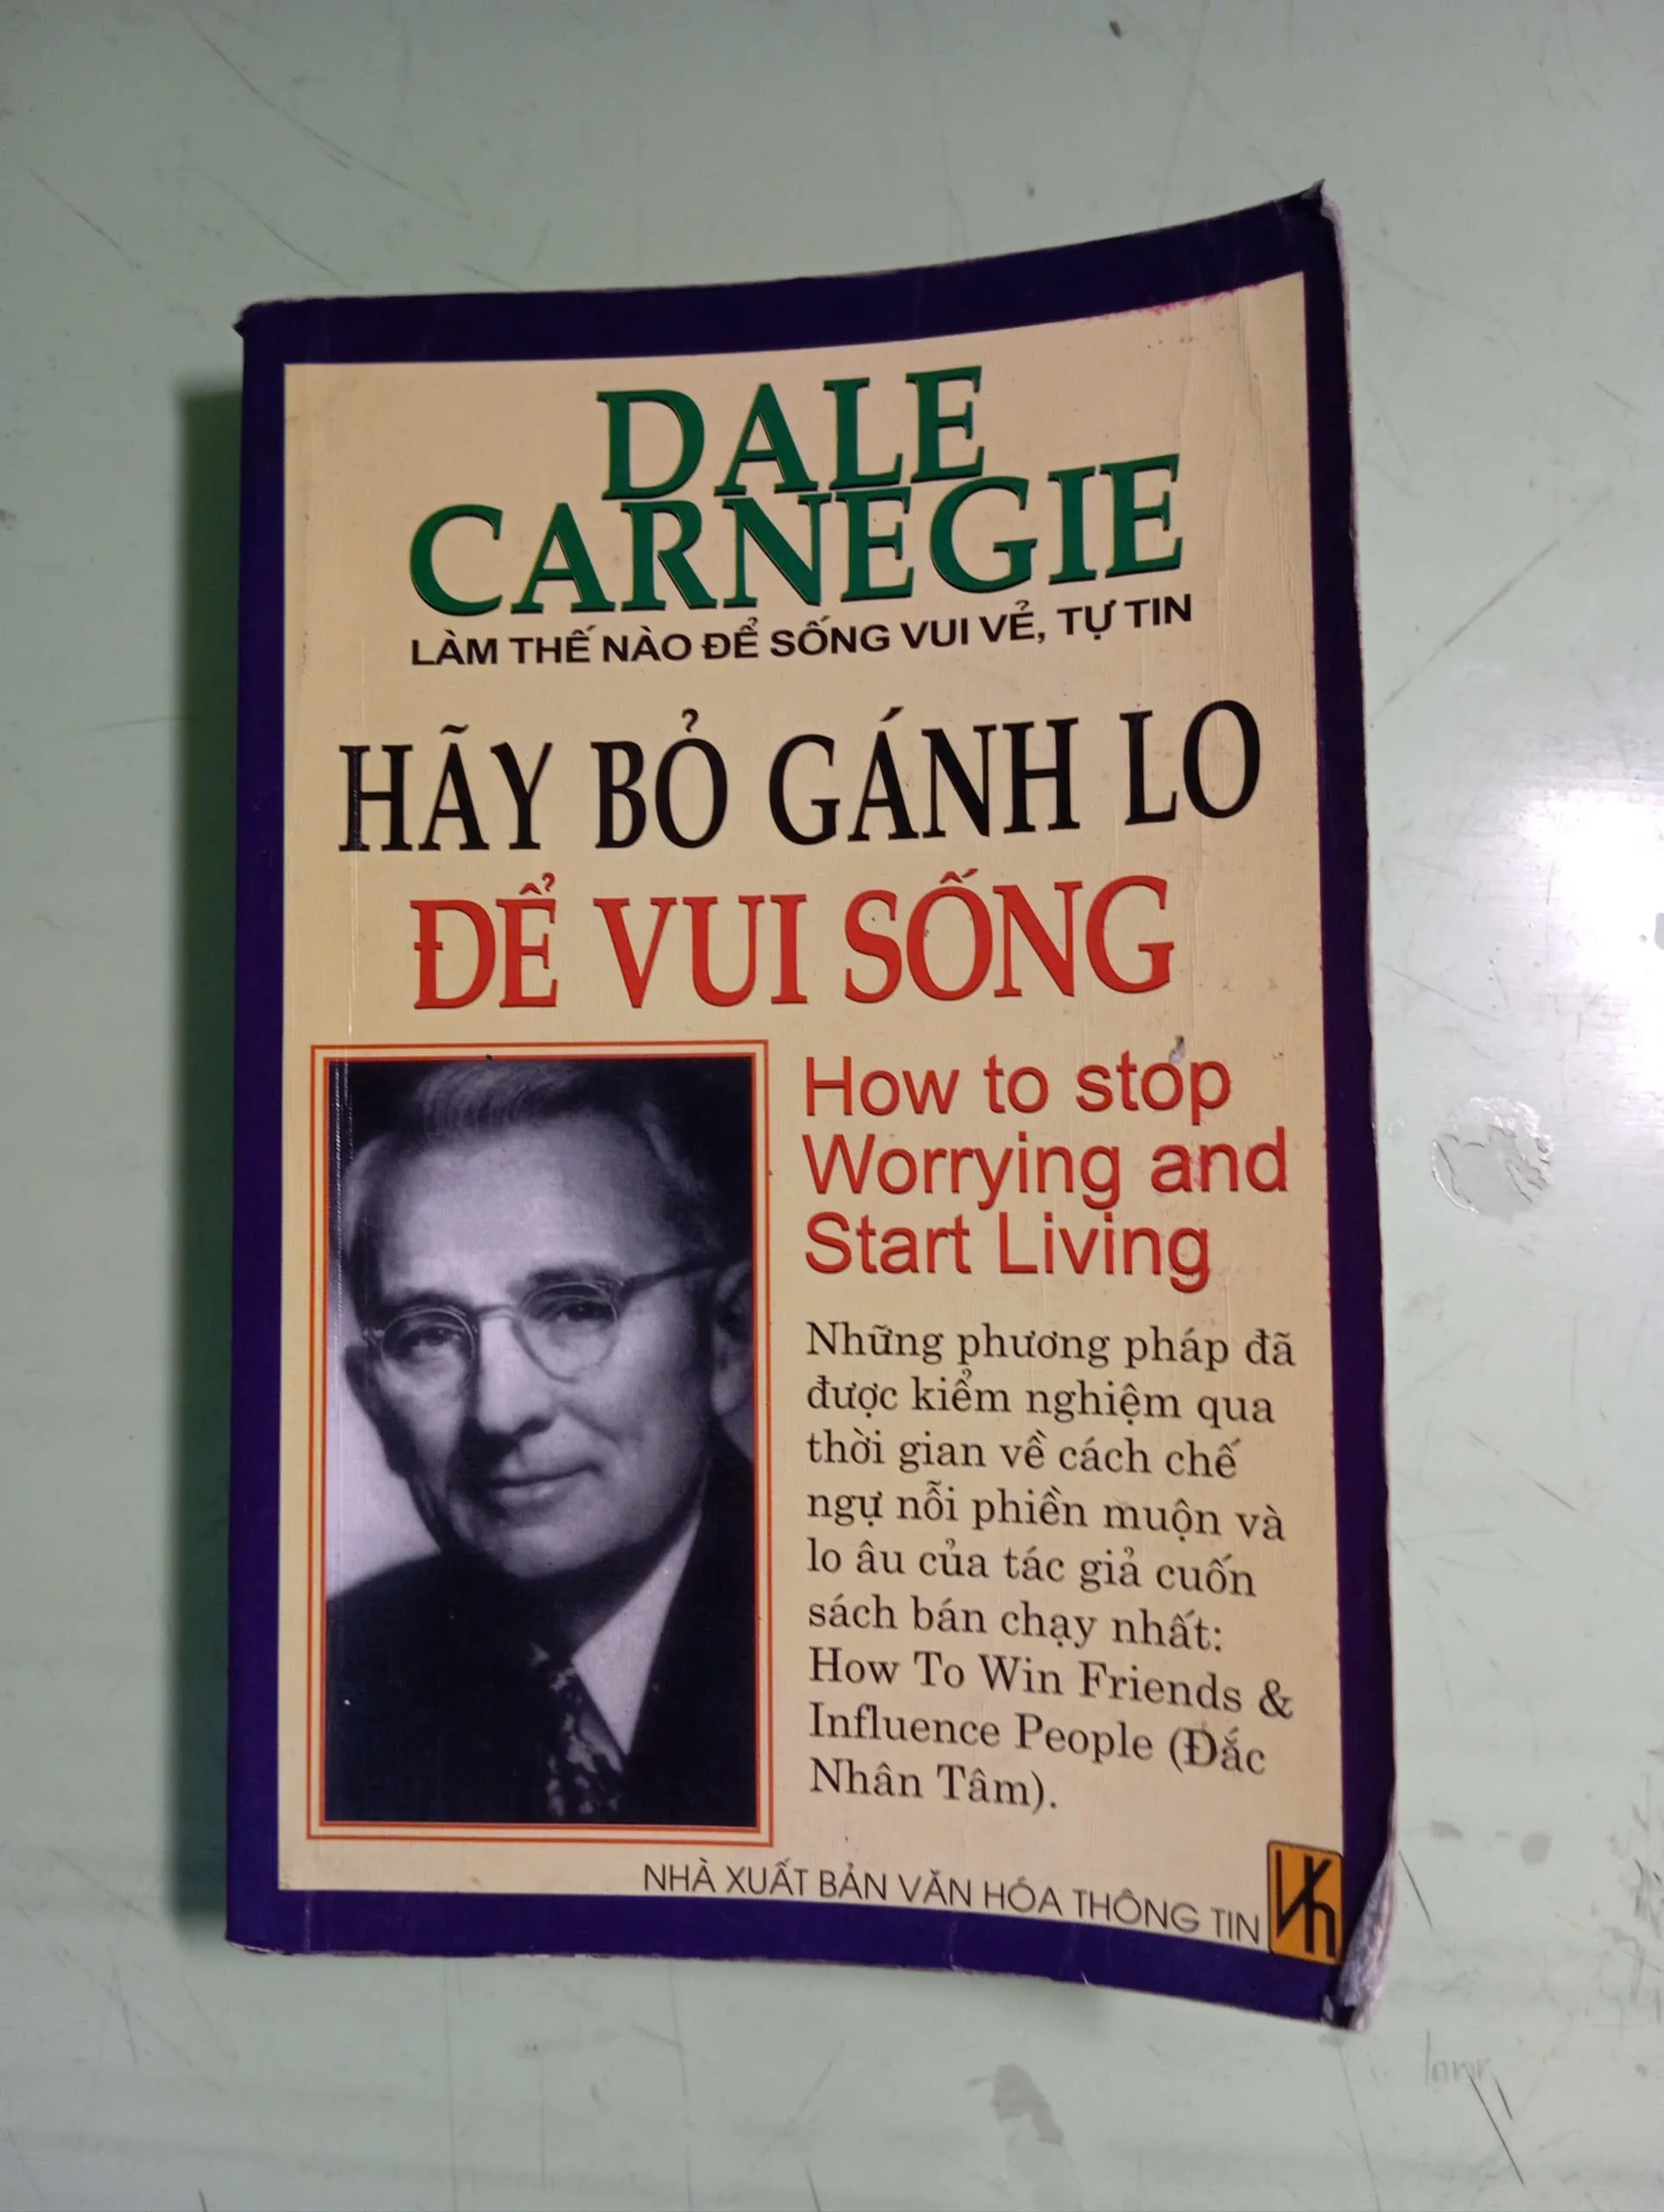 DALE
CARNEGIE
LÀM THẾ NÀO ĐỂ SỐNG VUI VẺ, TỰ TIN
HÃY BỎ GÁNH LO
ĐỂ VUI SỐNG
How to stop
Worrying and
Start Living
Những phương pháp đã
được kiểm nghiệm qua
thời gian về cách chế
ngự nỗi phiền muộn và
lo âu của tác giả cuốn
sách bán chạy nhất:
How To Win Friends &
Influence People (Đắc
Nhân Tâm).
NHÀ XUẤT BẢN VĂN HÓA THÔNG TIN